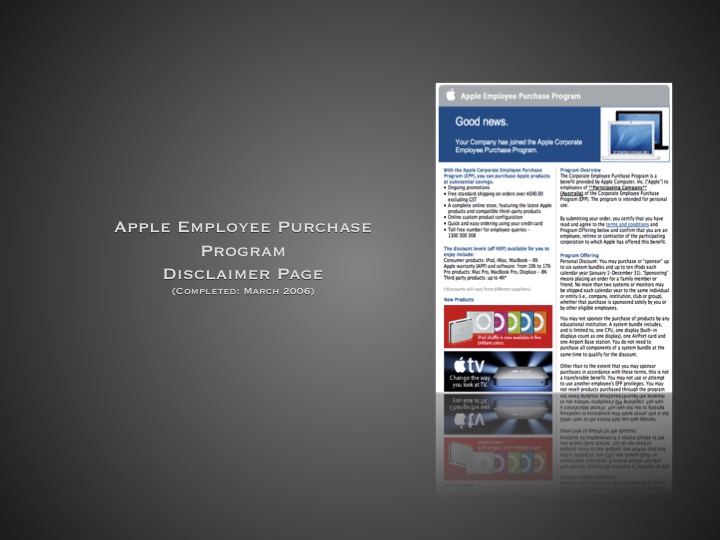 Apple Employee Purchase
Program
Disclaimer Page
(Completed: March 2006)
Apple Employee Purchase Program
Good news.
Your Company has joined the Apple Corporate
Employee Purchase Program.
With the Apple Corporate Employee Purchase
Program (EPP), you can purchase Apple products
at substantial savings.
• Ongoing promotions
• Free standard shipping on orders over A$90.00
excluding GST
• A complete online store, featuring the latest Apple
products and compatible third-party products
• Online custom product configuration
• Quick and easy ordering using your credit card
• Toll free number for employee queries –
1300 300 308
The discount levels (off RRP) available for you to
enjoy include:
Consumer products: iPod, iMac, MacBook – 6%
Apple warranty (APP) and software: from 10% to 17%
Pro products: Mac Pro, MacBook Pro, Displays – 8%
Third party products: up to 20%
(*Discounts will vary from different suppliers)
New Products
iPod shuffle is now available in five
brilliant colors.
tv
Change the way
you look at TV.
Program Overview
The Corporate Employee Purchase Program is a
benefit provided by Apple Computer, Inc. ("Apple") to
employees of **Participating Company**
(Australia) of the Corporate Employee Purchase
Program (EPP). The program is intended for personal
use.
By submitting your order, you certify that you have
read and agree to the terms and conditions and
Program Offering below and confirm that you are an
employee, retiree or contractor of the participating
corporation to which Apple has offered this benefit.
Program Offering
Personal Discount: You may purchase or "sponsor" up
to six system bundles and up to ten iPods each
calendar year (January 1-December 31). "Sponsoring"
means placing an order for a family member or
friend. No more than two systems or monitors may
be shipped each calendar year to the same individual
or entity (i.e., company, institution, club or group),
whether that purchase is sponsored solely by you or
by other eligible employees.
You may not sponsor the purchase of products by any
educational institution. A system bundle includes,
and is limited to, one CPU, one display (built-in
displays count as one display), one AirPort card and
one Airport Base station. You do not need to
purchase all components of a system bundle at the
same time to qualify for the discount.
Other than to the extent that you may sponsor
purchases in accordance with these terms, this is not
a transferable benefit. You may not use or attempt
to use another employee's EPP privileges. You may
not resell products purchased through the program